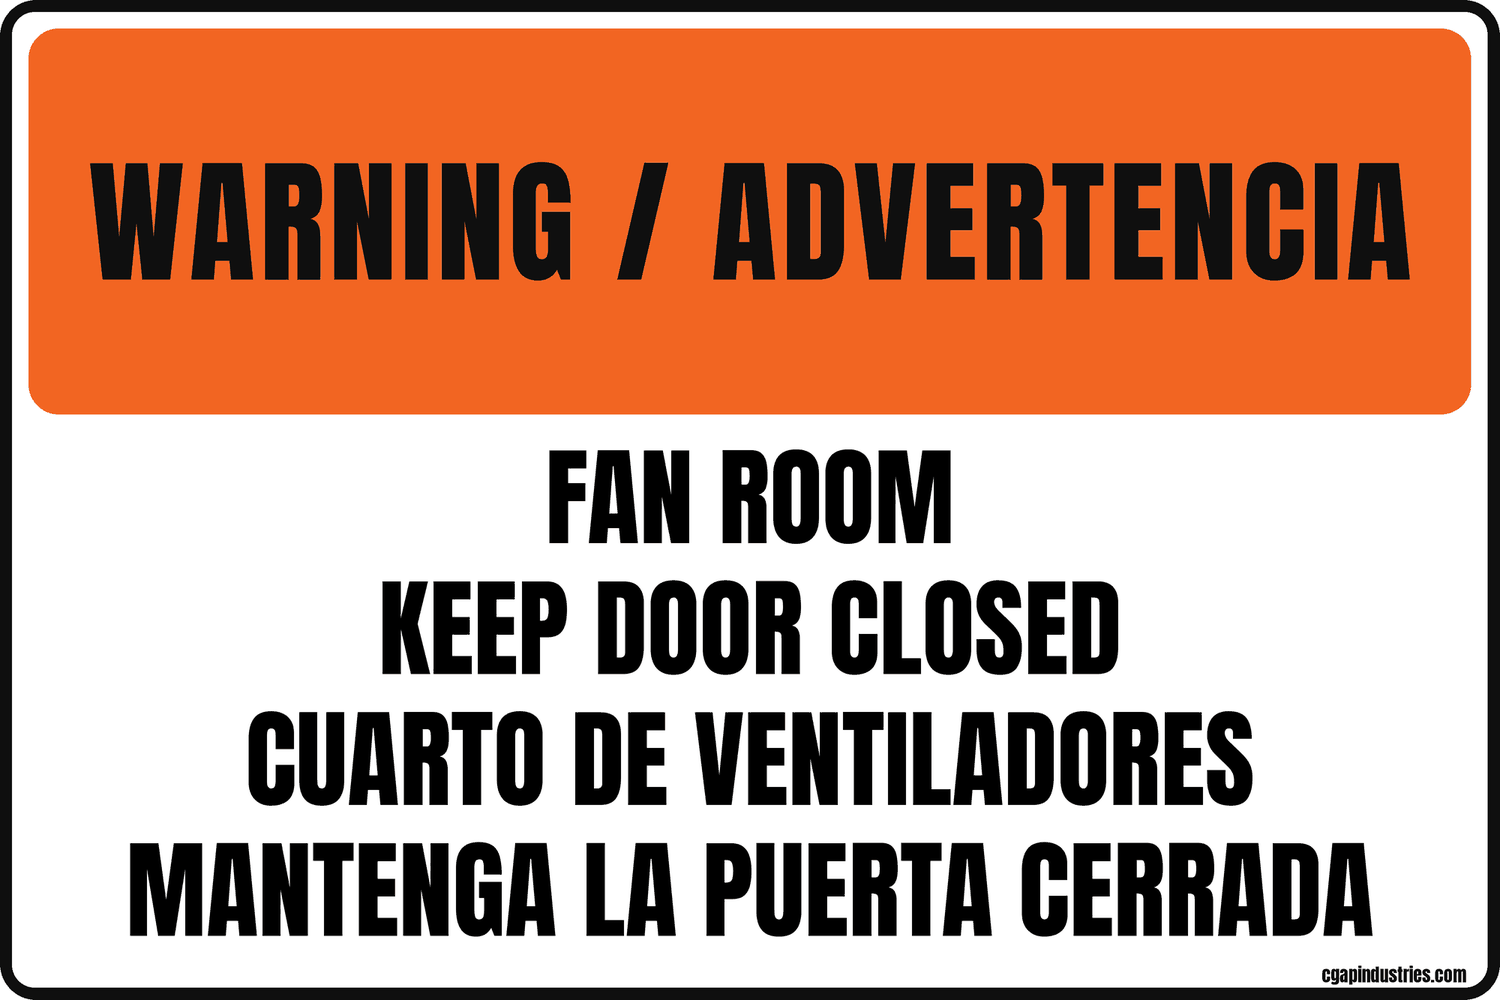 WARNING / ADVERTENCIA
FAN ROOM
KEEP DOOR CLOSED
CUARTO DE VENTILADORES
MANTENGA LA PUERTA CERRADA
cgapindustries.com